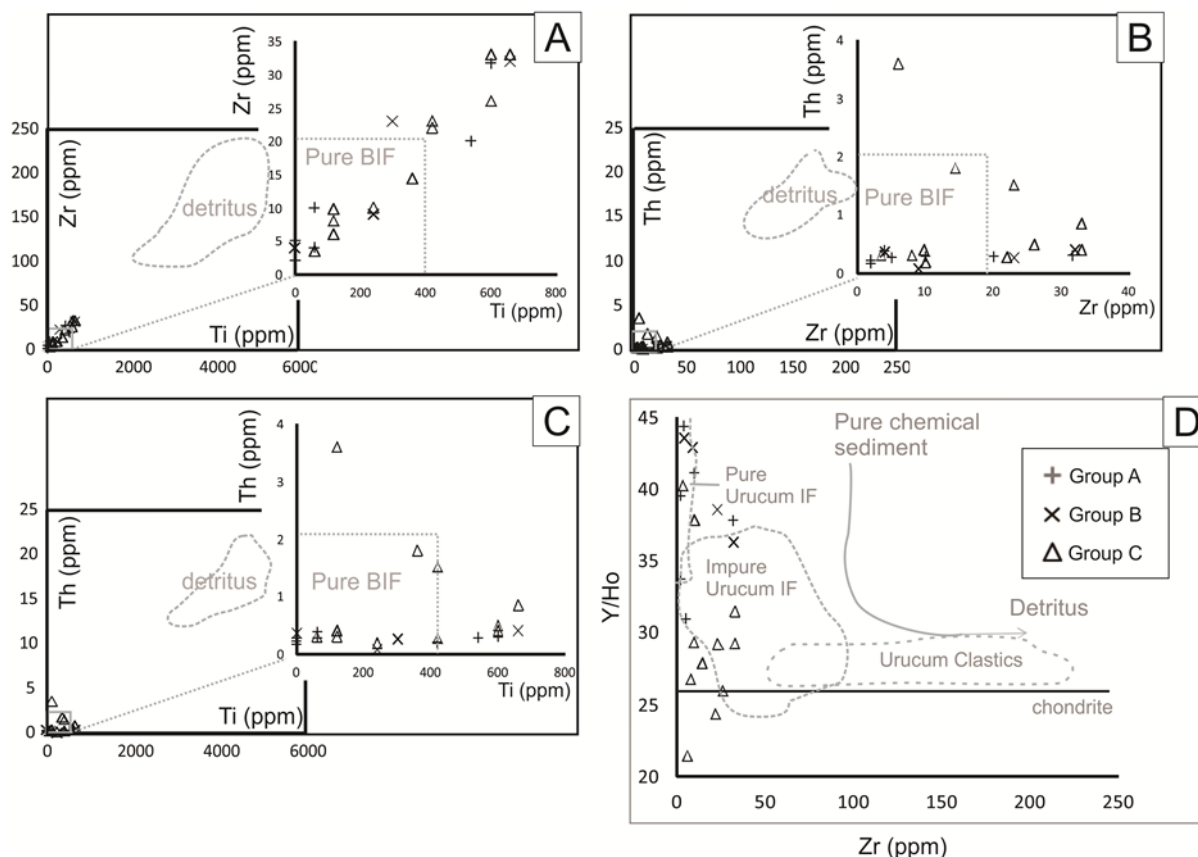 A
Zr (ppm)
250
200
150
100
50
0
0
2000
4000
6000
Ti (ppm)
detritus
Zr (ppm)
35
30
25
20
15
10
5
0
0
200
400
600
800
Ti (ppm)
Pure BIF
B
Th (ppm)
25
20
15
10
5
0
0
50
100
150
200
250
Zr (ppm)
detritus
Th (ppm)
4
3
2
1
0
0
10
20
30
40
Zr (ppm)
Pure BIF
C
Th (ppm)
25
20
15
10
5
0
0
2000
4000
6000
Ti (ppm)
detritus
Th (ppm)
4
3
2
1
0
0
200
400
600
800
Ti (ppm)
Pure BIF
D
Y/Ho
45
40
35
30
25
20
0
50
100
150
200
250
Zr (ppm)
Pure chemical
sediment
Pure
Urucum IF
Impure
Urucum IF
Detritus
Urucum Clastics
chondrite
Group A
Group B
Group C